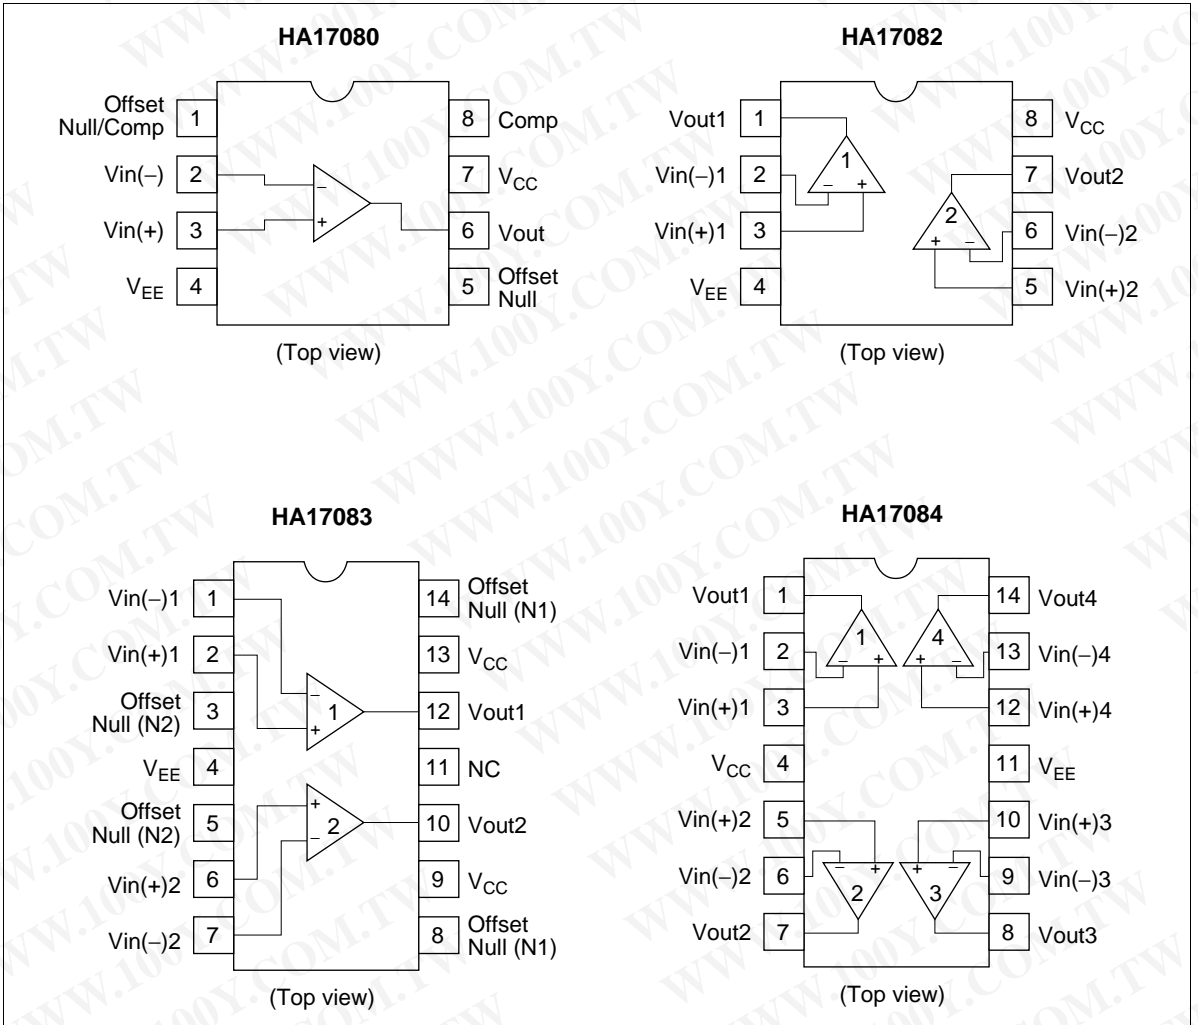 HA17080
Offset
Null/Comp
1
8
Comp
Vin(−)
2
−
7
VCC
Vin(+)
3
+
6
Vout
VEE
4
5
Offset
Null
(Top view)
HA17082
Vout1
1
8
VCC
1
Vin(−)1
2
− +
7
Vout2
Vin(+)1
3
2
+ −
6
Vin(−)2
VEE
4
5
Vin(+)2
(Top view)
HA17083
Vin(−)1
1
14
Offset
Null (N1)
Vin(+)1
2
13
VCC
Offset
Null (N2)
3
−
1
+
12
Vout1
VEE
4
11
NC
Offset
Null (N2)
5
+
2
−
10
Vout2
Vin(+)2
6
9
VCC
Vin(−)2
7
8
Offset
Null (N1)
(Top view)
HA17084
Vout1
1
14
Vout4
1
4
Vin(−)1
2
− +
+ −
13
Vin(−)4
Vin(+)1
3
12
Vin(+)4
VCC
4
11
VEE
Vin(+)2
5
10
Vin(+)3
Vin(−)2
6
− +
+ −
9
Vin(−)3
2
3
Vout2
7
8
Vout3
(Top view)
WWW.100Y.COM.TW